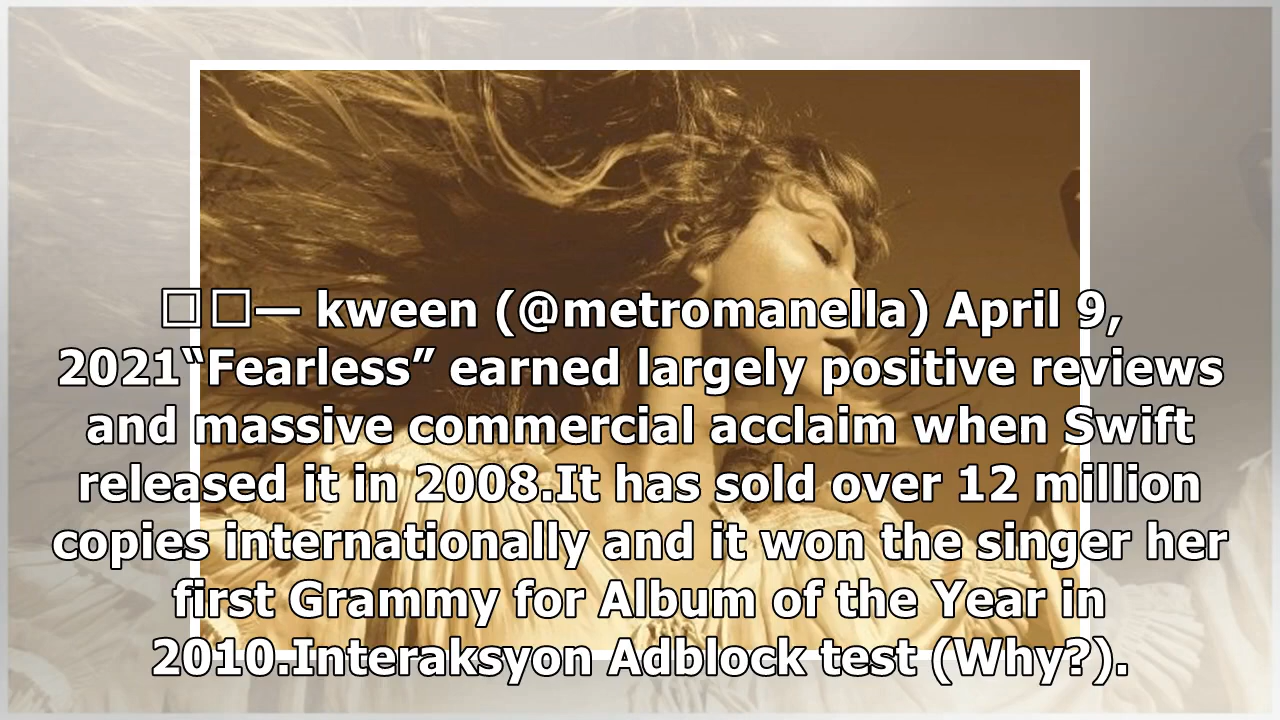 □□— kween (@metromanella) April 9,
2021“Fearless” earned largely positive reviews
and massive commercial acclaim when Swift
released it in 2008.It has sold over 12 million
copies internationally and it won the singer her
first Grammy for Album of the Year in
2010.Interaksyon Adblock test (Why?).